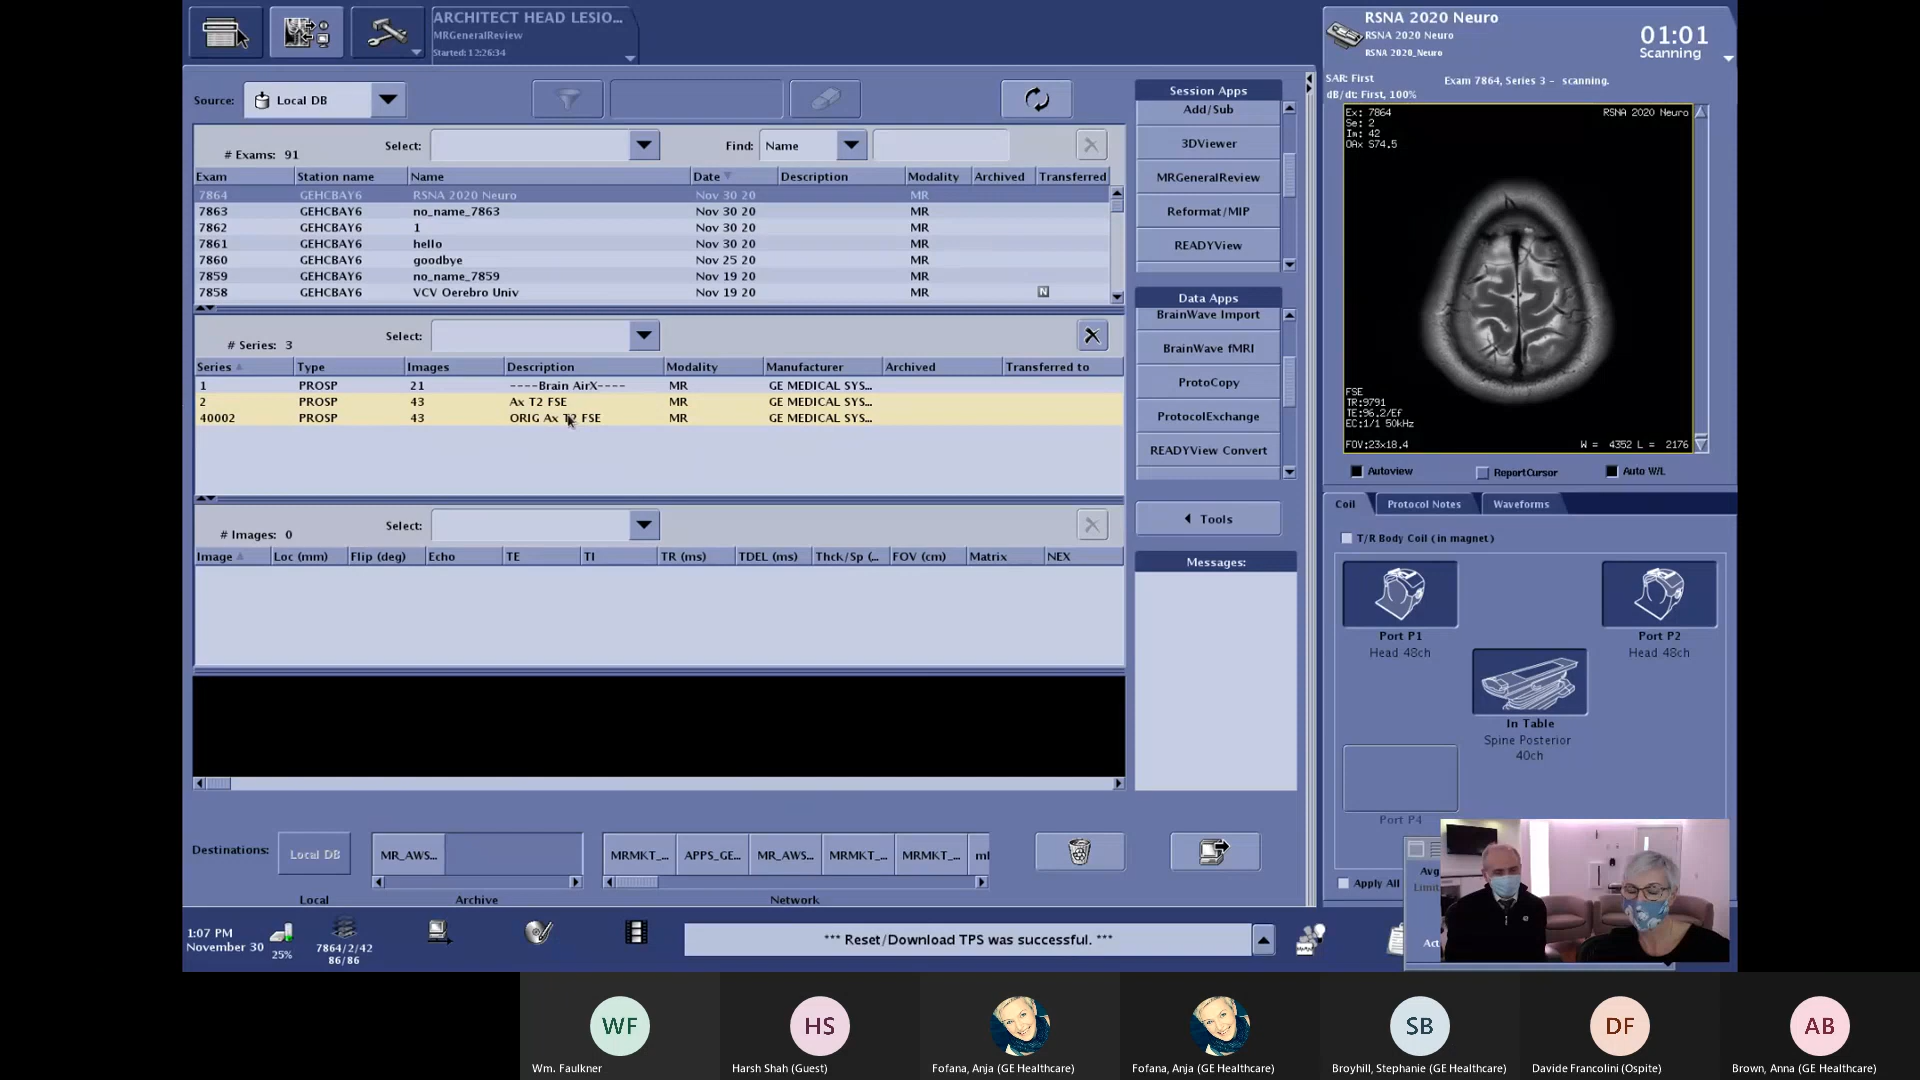 ARCHITECT HEAD LESIO...
MRGeneralReview
Started: 12:26:34
RSNA 2020 Neuro
RSNA 2020 Neuro
RSNA 2020_Neuro
01:01
Scanning
Source: Local DB
SAR: First
Exam 7864, Series 3 - scanning.
dB/dt: First, 100%
# Exams: 91 Select: Find: Name
Exam Station name Name Date Description Modality Archived Transferred
7864 GEHCBAY6 RSNA 2020 Neuro Nov 30 20 MR
7863 GEHCBAY6 no_name_7863 Nov 30 20 MR
7862 GEHCBAY6 1 Nov 30 20 MR
7861 GEHCBAY6 hello Nov 30 20 MR
7860 GEHCBAY6 goodbye Nov 25 20 MR
7859 GEHCBAY6 no_name_7859 Nov 19 20 MR
7858 GEHCBAY6 VCV Oerebro Univ Nov 19 20 MR N
# Series: 3 Select:
Series Type Images Description Modality Manufacturer Archived Transferred to
1 PROSP 21 ----Brain AirX---- MR GE MEDICAL SYS...
2 PROSP 43 Ax T2 FSE MR GE MEDICAL SYS...
40002 PROSP 43 ORIG Ax T2 FSE MR GE MEDICAL SYS...
# Images: 0 Select:
Image Loc (mm) Flip (deg) Echo TE TI TR (ms) TDEL (ms) Thck/Sp (... FOV (cm) Matrix NEX
Session Apps
Add/Sub
3DViewer
MRGeneralReview
Reformat/MIP
READYView
Data Apps
BrainWave Import
BrainWave fMRI
ProtoCopy
ProtocolExchange
READYView Convert
Tools
Messages:
Ex: 7864
Se: 2
Im: 42
OAx S74.5
RSNA 2020 Neuro
FSE
TR:9791
TE:96.2/Ef
EC:1/1 50kHz
FOV:23x18.4
W = 4352 L = 2176
Autoview ReportCursor Auto W/L
Coil Protocol Notes Waveforms
T/R Body Coil (in magnet)
Port P1
Head 48ch
Port P2
Head 48ch
In Table
Spine Posterior
40ch
Port P4
Apply All
Avg
Limit
Act
Destinations: Local DB MR_AWS... MRMKT_... APPS_GE... MR_AWS... MRMKT_... MRMKT_...
Local Archive Network
1:07 PM
November 30
25%
7864/2/42
86/86
*** Reset/Download TPS was successful. ***
WF
HS
SB
DF
AB
Wm. Faulkner
Harsh Shah (Guest)
Fofana, Anja (GE Healthcare)
Fofana, Anja (GE Healthcare)
Broyhill, Stephanie (GE Healthcare)
Davide Francolini (Ospite)
Brown, Anna (GE Healthcare)